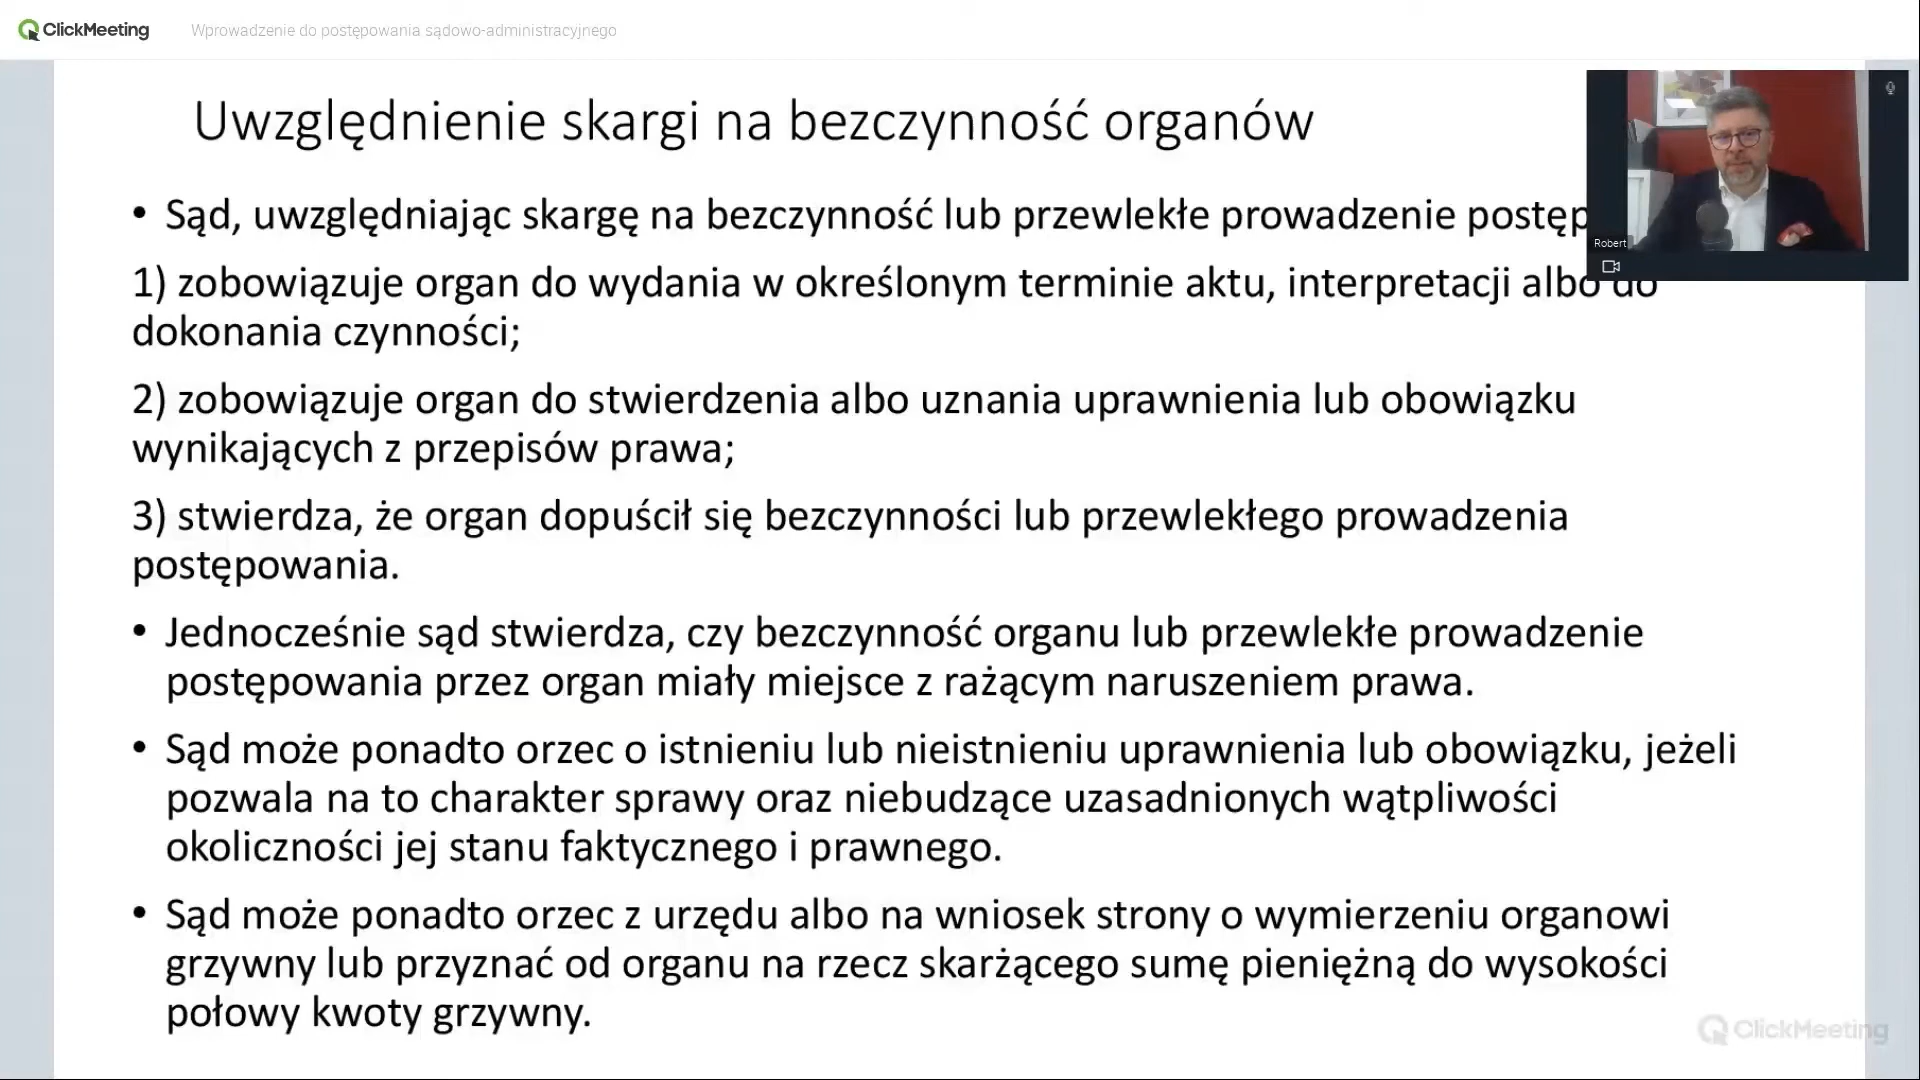 ClickMeeting Wprowadzenie do postępowania sądowo-administracyjnego
Uwzględnienie skargi na bezczynność organów
• Sąd, uwzględniając skargę na bezczynność lub przewlekłe prowadzenie
1) zobowiązuje organ do wydania w określonym terminie aktu, interpretacji albo do
dokonania czynności;
2) zobowiązuje organ do stwierdzenia albo uznania uprawnienia lub obowiązku
wynikających z przepisów prawa;
3) stwierdza, że organ dopuścił się bezczynności lub przewlekłego prowadzenia
postępowania.
• Jednocześnie sąd stwierdza, czy bezczynność organu lub przewlekłe prowadzenie
postępowania przez organ miały miejsce z rażącym naruszeniem prawa.
• Sąd może ponadto orzec o istnieniu lub nieistnieniu uprawnienia lub obowiązku, jeżeli
pozwala na to charakter sprawy oraz niebudzące uzasadnionych wątpliwości
okoliczności jej stanu faktycznego i prawnego.
• Sąd może ponadto orzec z urzędu albo na wniosek strony o wymierzeniu organowi
grzywny lub przyznać od organu na rzecz skarżącego sumę pieniężną do wysokości
połowy kwoty grzywny.
Robert
ClickMeeting